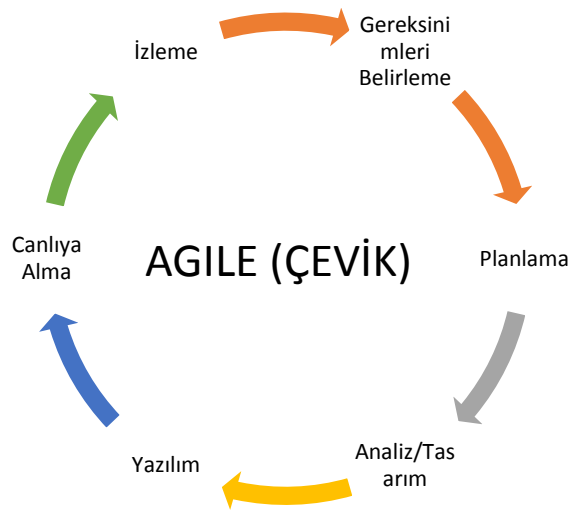 İzleme
Gereksini
mleri
Belirleme
Planlama
Analiz/Tas
arım
Yazılım
Canlıya
Alma
AGILE (ÇEVİK)